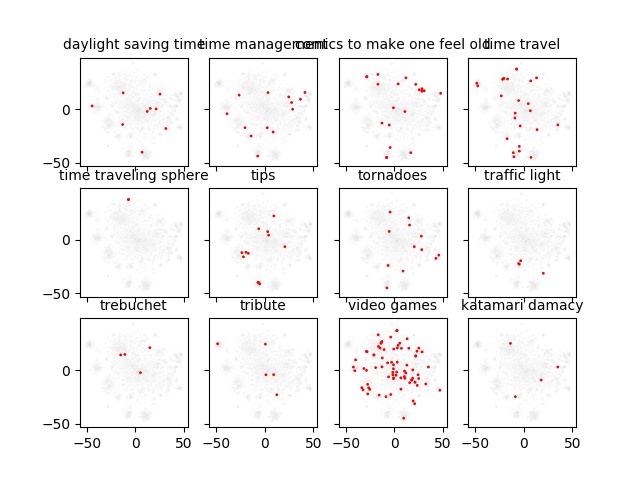 daylight saving time
time management
comics to make one feel old
time travel
0
−50
time traveling sphere
tips
tornadoes
traffic light
0
−50
trebuchet
tribute
video games
katamari damacy
0
−50
−50 0 50 −50 0 50 −50 0 50 −50 0 50